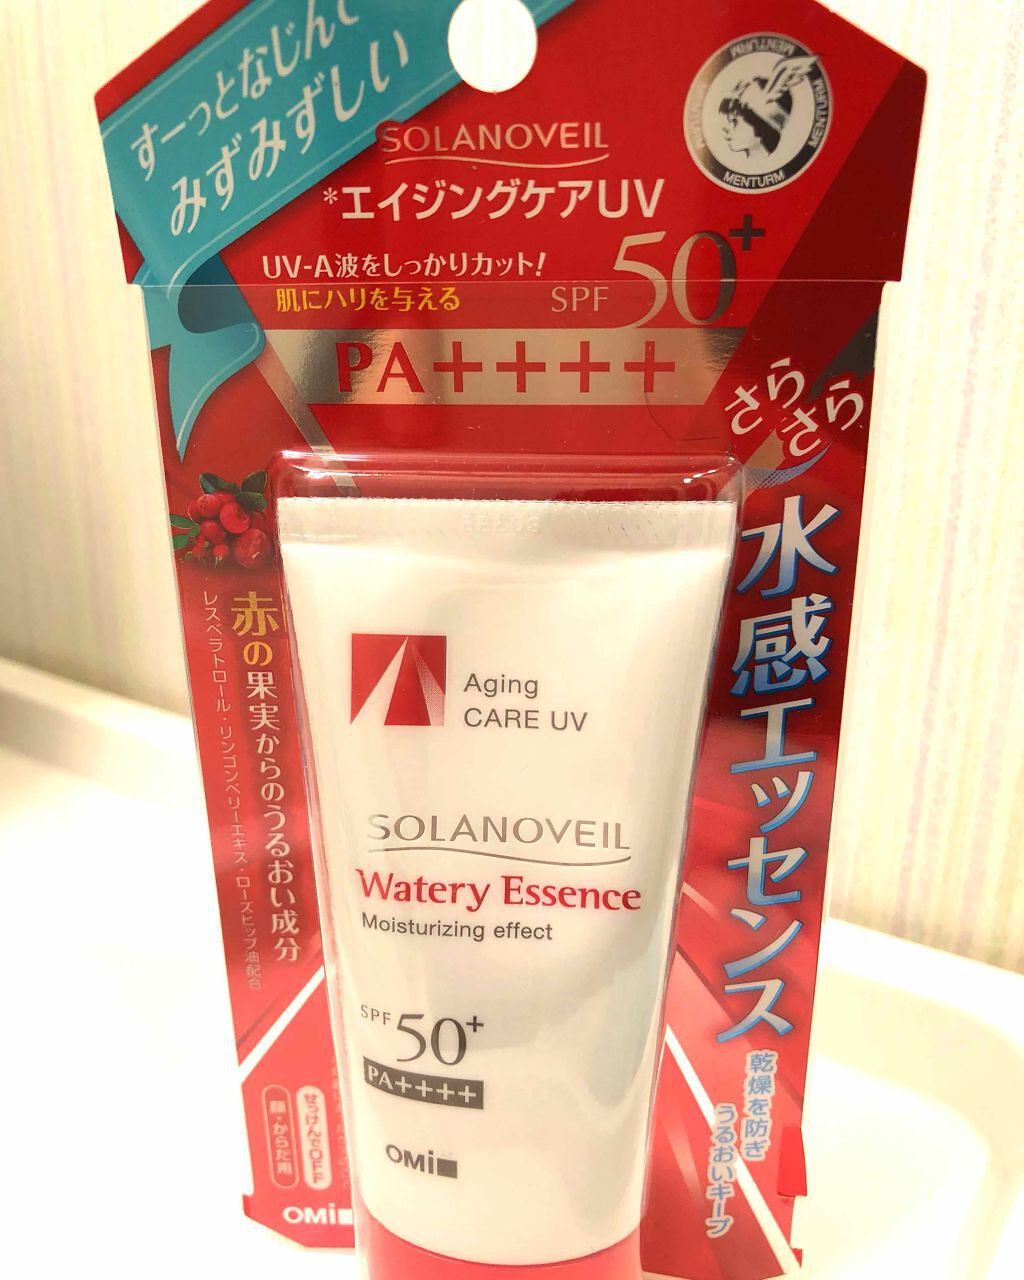 すーっとなじんで
みずみずしい
SOLANOVEIL
*エイジングケアUV
MENTURM
MENTURM
MENTURM
MENTURM
UV-A波をしっかりカット!
肌にハリを与える
SPF 50+
PA++++
さらさら
水感エッセンス
乾燥を防ぎ
うるおいキープ
赤の果実からのうるおい成分
レスベラトロール・リンゴンベリーエキス・ローズヒップ油配合
Aging
CARE UV
SOLANOVEIL
Watery Essence
Moisturizing effect
SPF 50+
PA++++
OMi
せっけんでOFF
顔・からだ用
OMi